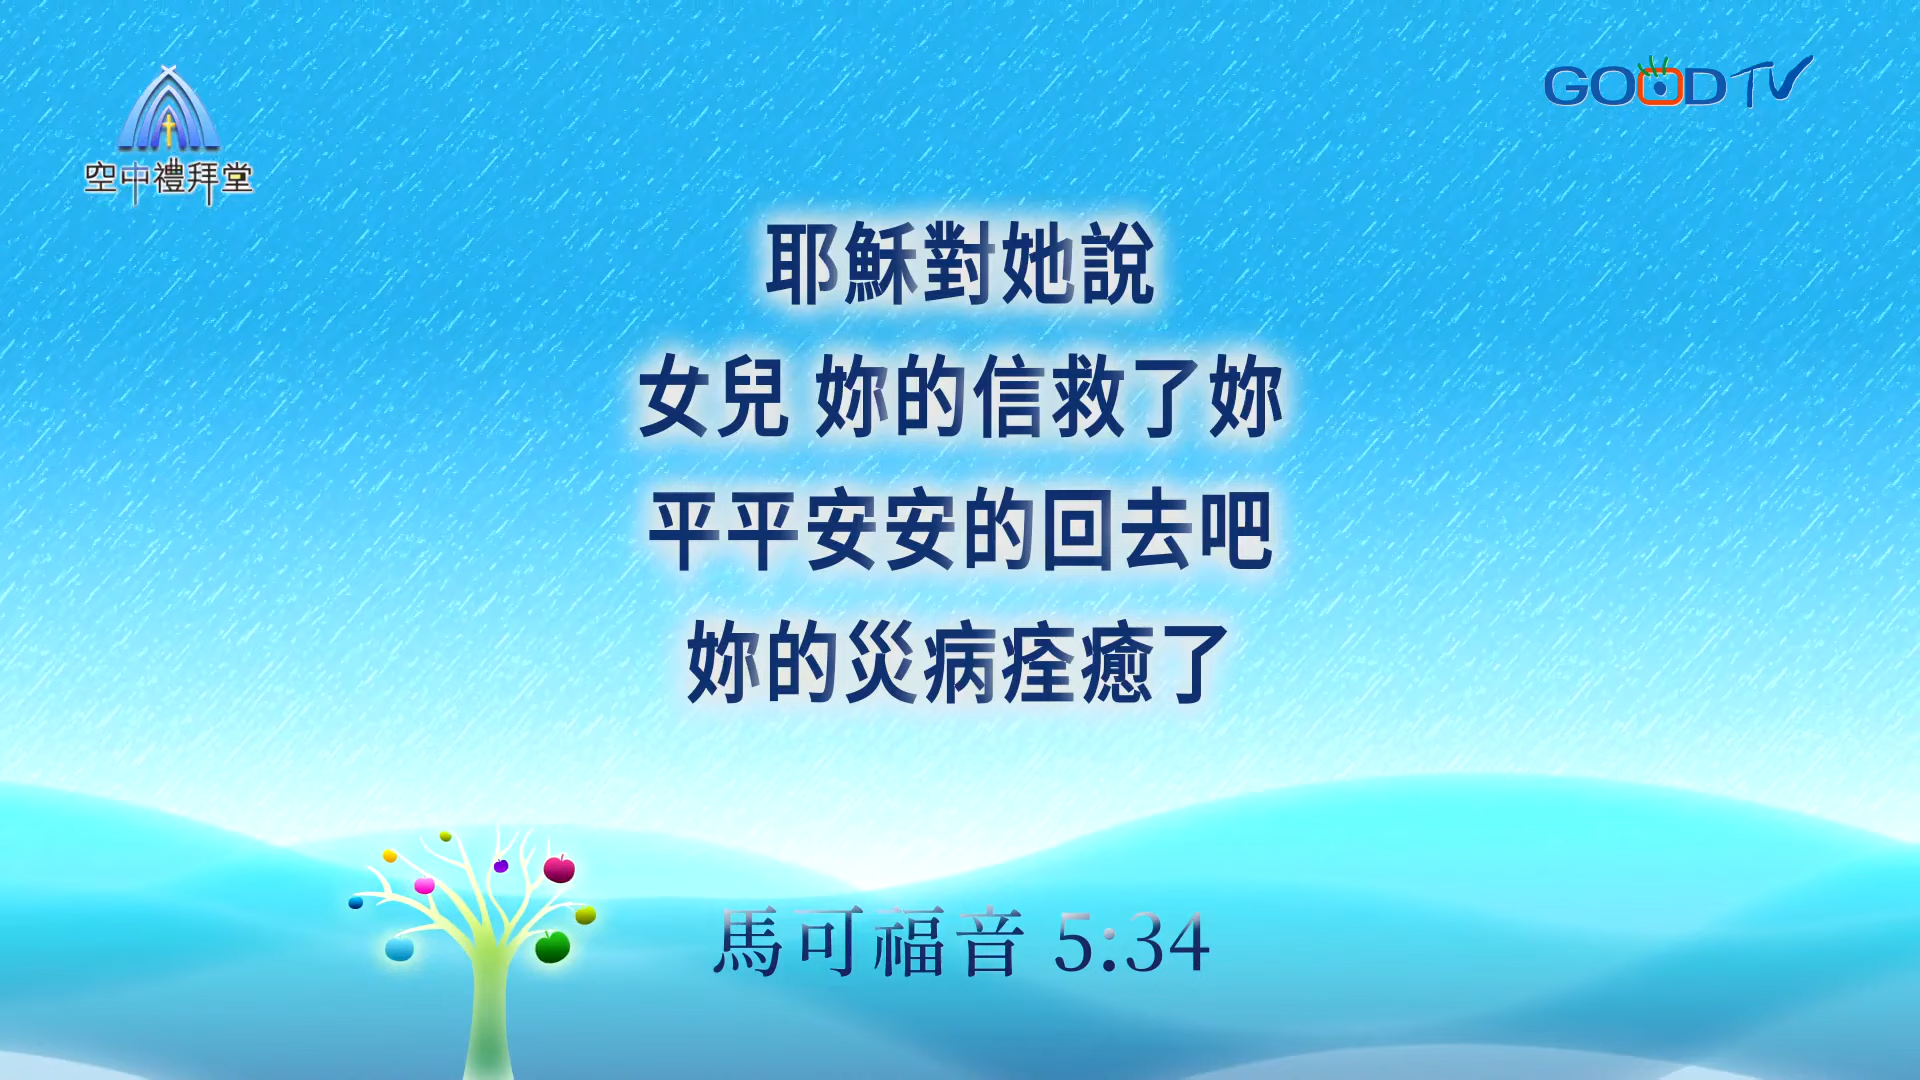 空中禮拜堂
GOOD TV
耶穌對她說
女兒 妳的信救了妳
平平安安的回去吧
妳的災病痊癒了
馬可福音 5:34